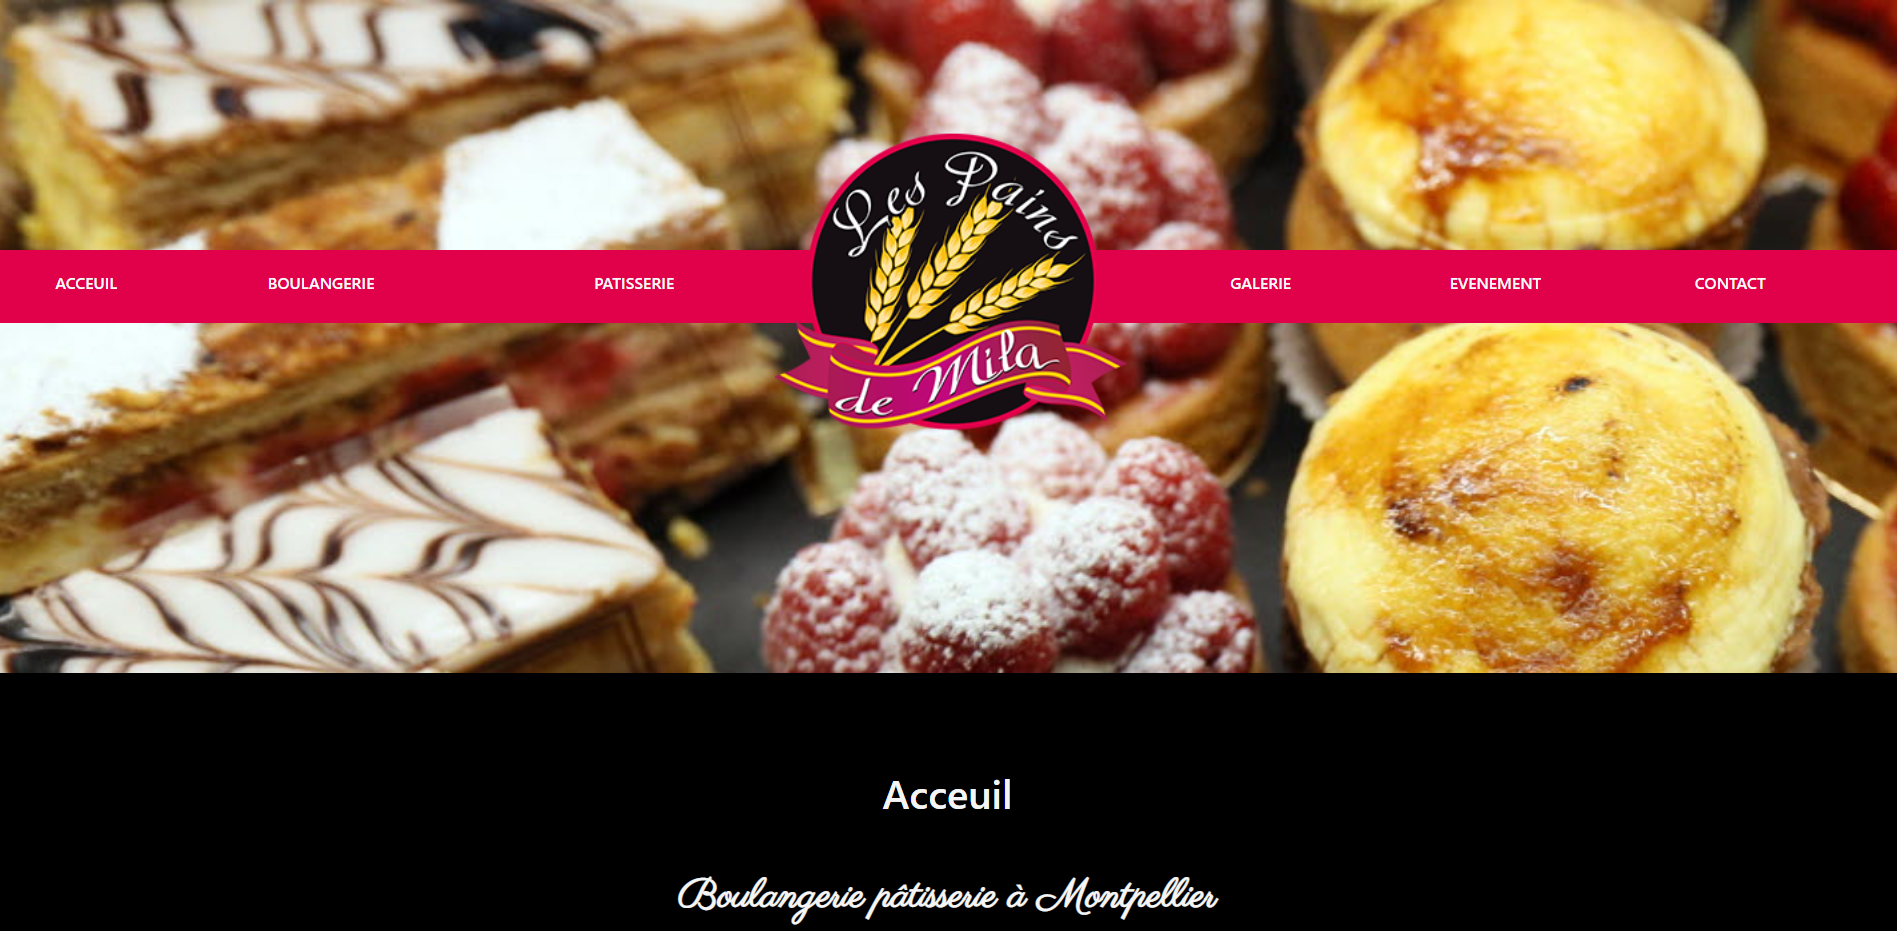 Les Pains
de Mila
ACCEUIL BOULANGERIE PATISSERIE GALERIE EVENEMENT CONTACT
Acceuil
Boulangerie pâtisserie à Montpellier